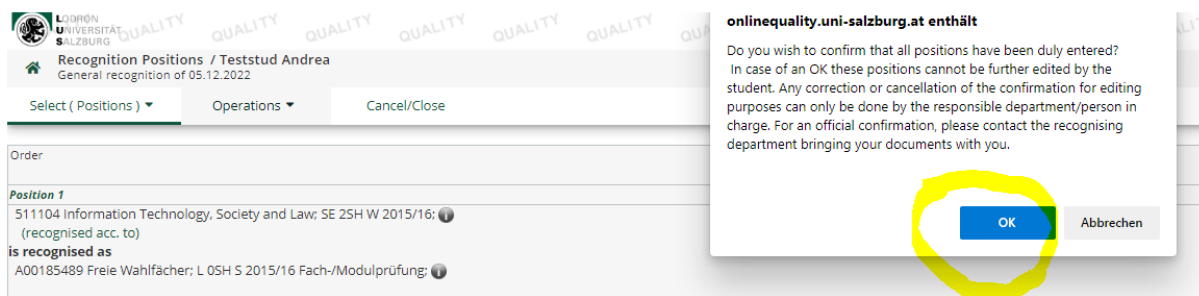 LODRON
UNIVERSITÄT
SALZBURG
QUALITY QUALITY QUALITY QUALITY QUALITY
Recognition Positions / Teststud Andrea
General recognition of 05.12.2022
Select ( Positions ) ▼ Operations ▼ Cancel/Close
onlinequality.uni-salzburg.at enthält
Do you wish to confirm that all positions have been duly entered?
In case of an OK these positions cannot be further edited by the
student. Any correction or cancellation of the confirmation for editing
purposes can only be done by the responsible department/person in
charge. For an official confirmation, please contact the recognising
department bringing your documents with you.
OK Abbrechen
Order
Position 1
511104 Information Technology, Society and Law; SE 2SH W 2015/16; i
(recognised acc. to)
is recognised as
A00185489 Freie Wahlfächer; L 0SH S 2015/16 Fach-/Modulprüfung; i